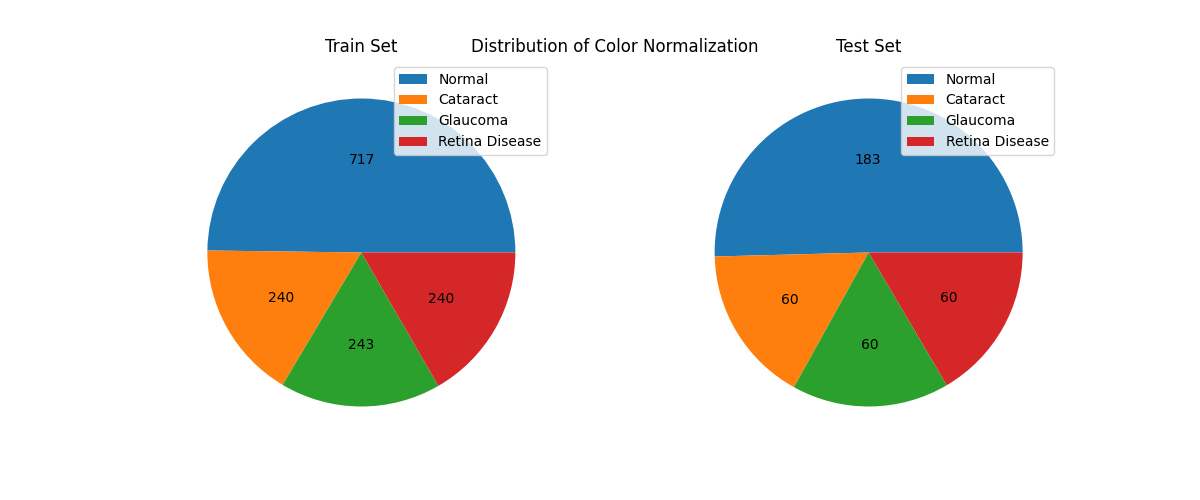 Distribution of Color Normalization
Train Set
Normal
Cataract
Glaucoma
Retina Disease
717
240
243
240
Test Set
Normal
Cataract
Glaucoma
Retina Disease
183
60
60
60